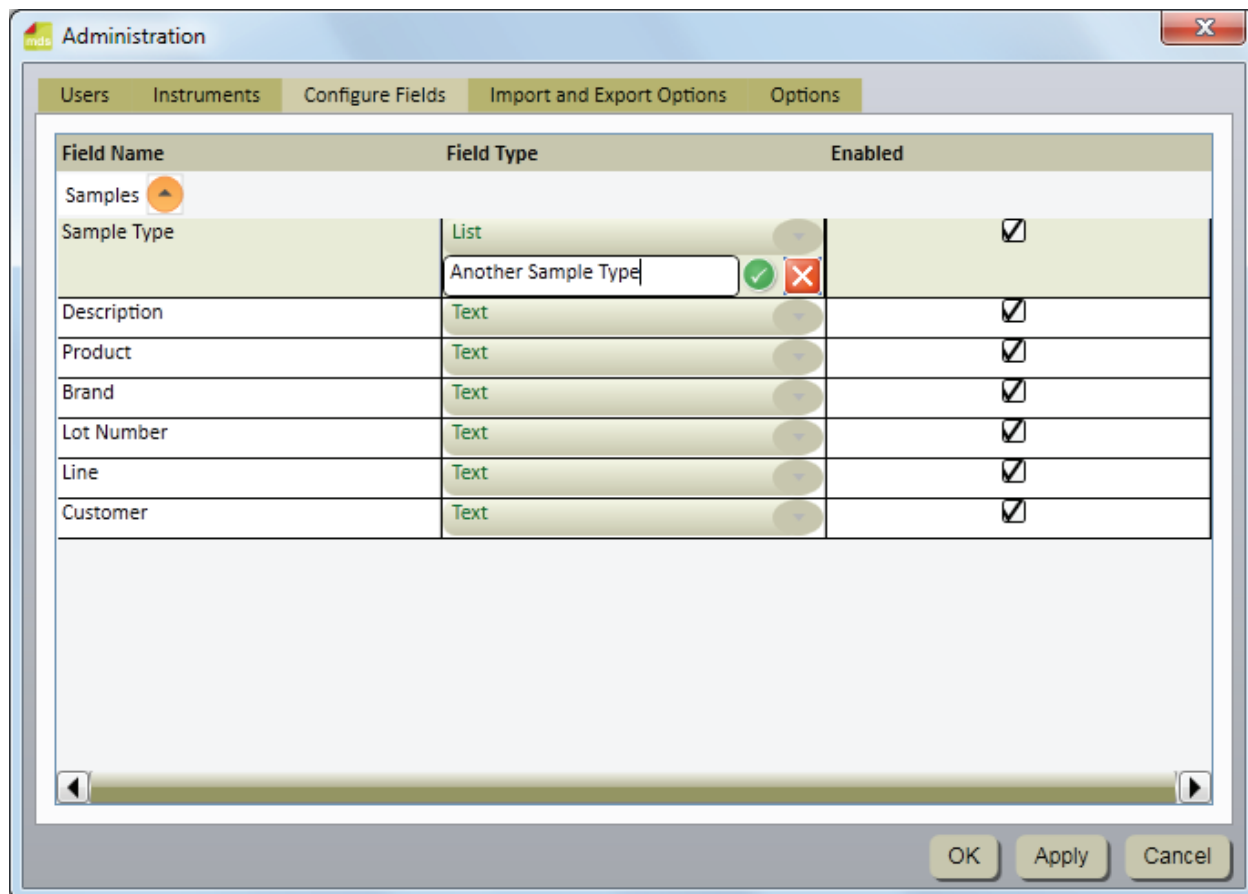 mds Administration
Users Instruments Configure Fields Import and Export Options Options
Field Name Field Type Enabled
Samples
Sample Type List
Another Sample Type
Description Text
Product Text
Brand Text
Lot Number Text
Line Text
Customer Text
OK Apply Cancel